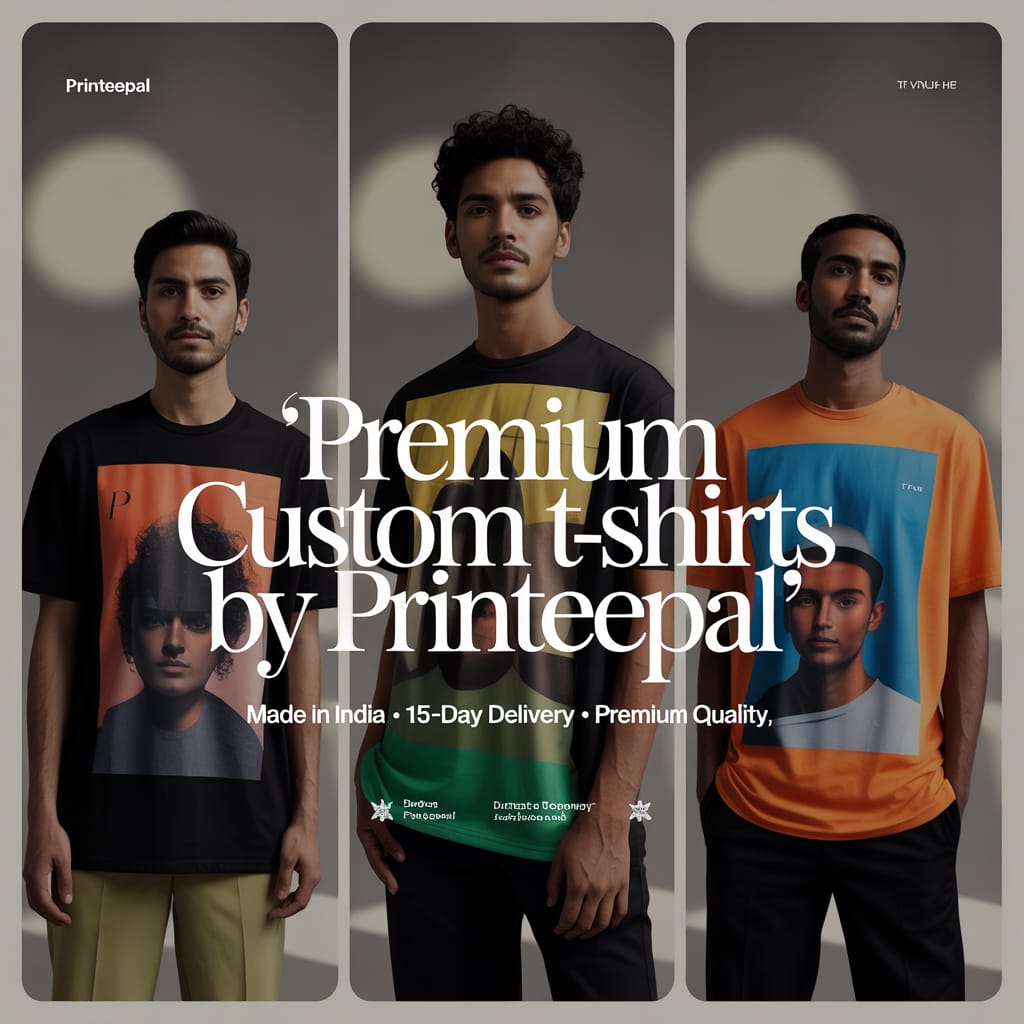 Printeepal
P
‘Premium
Custom t-shirts
by Printeepal’
Made in India • 15-Day Delivery • Premium Quality,